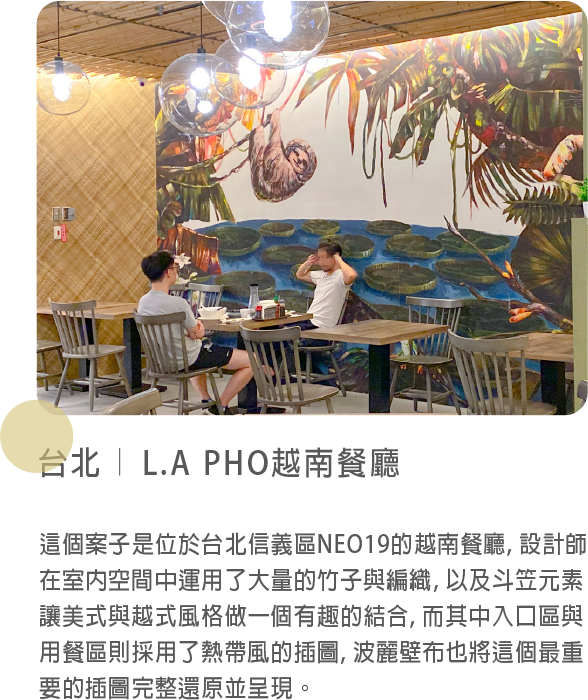 台北｜L.A PHO越南餐廳
這個案子是位於台北信義區NEO19的越南餐廳, 設計師
在室內空間中運用了大量的竹子與編織, 以及斗笠元素
讓美式與越式風格做一個有趣的結合, 而其中入口區與
用餐區則採用了熱帶風的插圖, 波麗壁布也將這個最重
要的插圖完整還原並呈現。